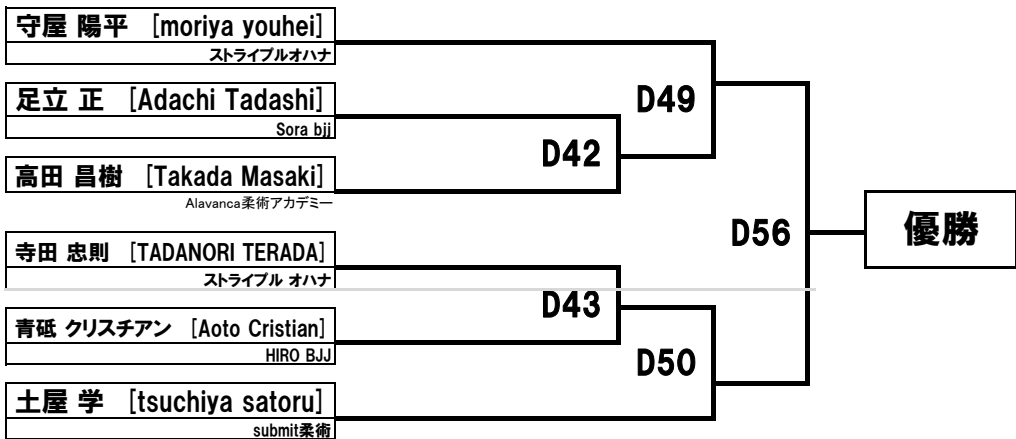 守屋 陽平 [moriya youhei]
ストライプルオハナ
足立 正 [Adachi Tadashi]
Sora bjj
高田 昌樹 [Takada Masaki]
Alavanca柔術アカデミー
寺田 忠則 [TADANORI TERADA]
ストライプル オハナ
青砥 クリスチアン [Aoto Cristian]
HIRO BJJ
土屋 学 [tsuchiya satoru]
submit柔術
D49
D42
D56
D43
D50
優勝